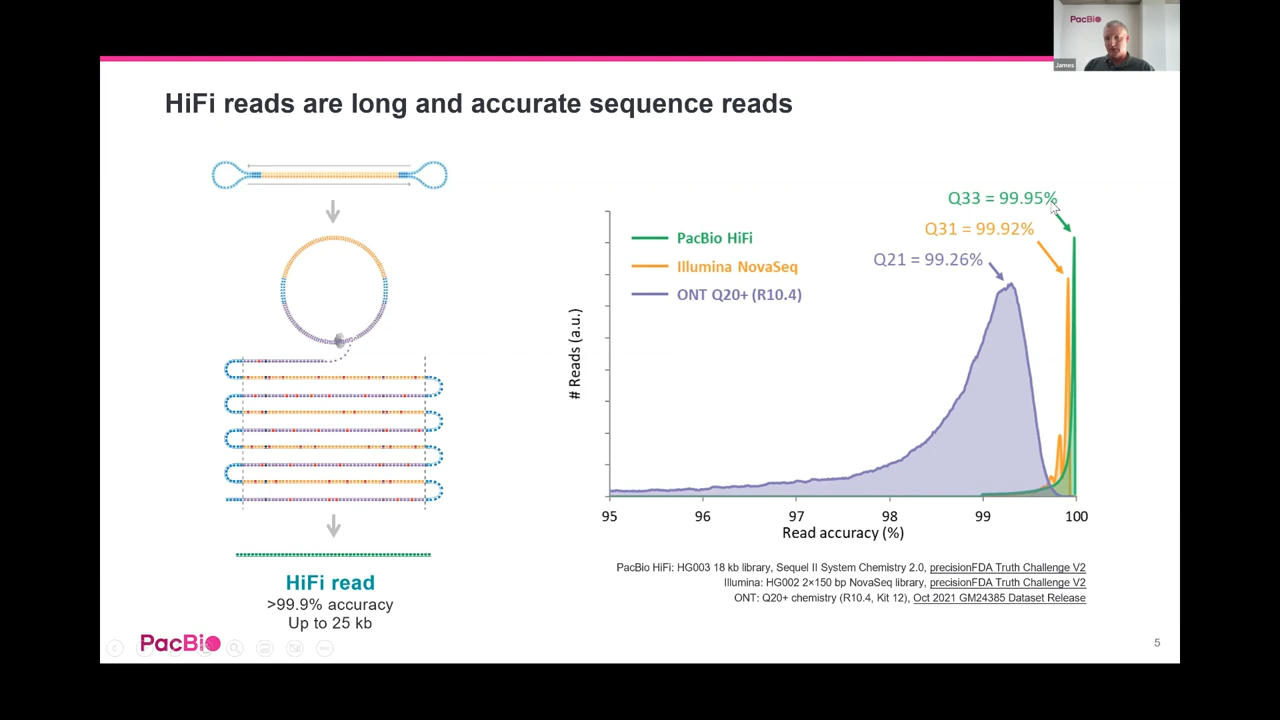 PacBio
James
HiFi reads are long and accurate sequence reads
Q33 = 99.95%
Q31 = 99.92%
Q21 = 99.26%
PacBio HiFi
Illumina NovaSeq
ONT Q20+ (R10.4)
# Reads (a.u.)
95 96 97 98 99 100
Read accuracy (%)
HiFi read
>99.9% accuracy
Up to 25 kb
PacBio HiFi: HG003 18 kb library, Sequel II System Chemistry 2.0, precisionFDA Truth Challenge V2
Illumina: HG002 2×150 bp NovaSeq library, precisionFDA Truth Challenge V2
ONT: Q20+ chemistry (R10.4, Kit 12), Oct 2021 GM24385 Dataset Release
PacBio
5